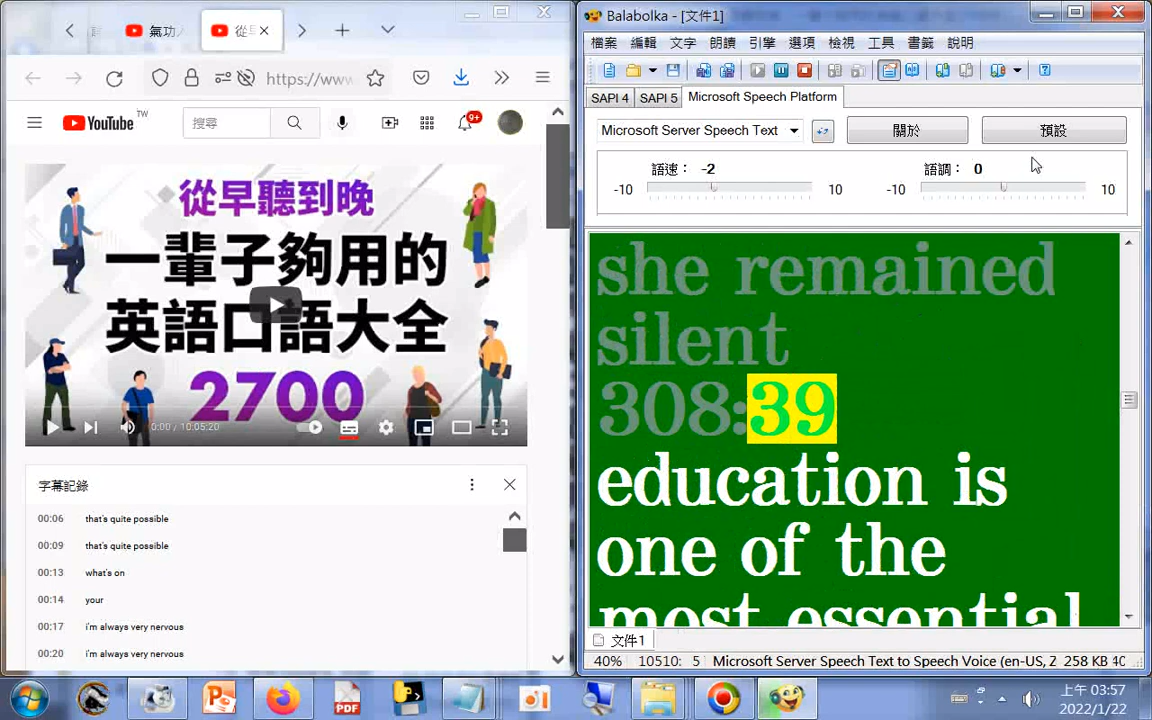 氣功
從
https://www
YouTube TW
搜尋
9+
從早聽到晚
一輩子夠用的
英語口語大全
2700
0:00 / 10:05:20
字幕記錄
00:06 that's quite possible
00:09 that's quite possible
00:13 what's on
00:14 your
00:17 i'm always very nervous
00:20 i'm always very nervous
Balabolka - [文件1]
檔案 編輯 文字 朗讀 引擎 選項 檢視 工具 書籤 說明
SAPI 4 SAPI 5 Microsoft Speech Platform
Microsoft Server Speech Text 關於 預設
語速： -2 語調： 0
-10 10 -10 10
she remained
silent
308:39
education is
one of the
most essential
文件1
40% 10510: 5 Microsoft Server Speech Text to Speech Voice (en-US, Z 258 KB
PDF
上午 03:57
2022/1/22